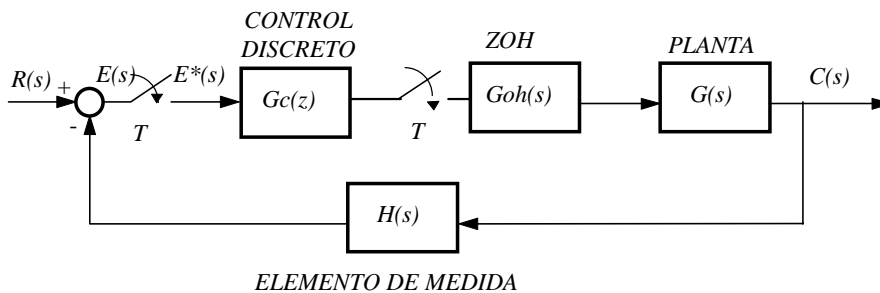 CONTROL
DISCRETO
ZOH
PLANTA
R(s)
+
E(s)
E*(s)
Gc(z)
Goh(s)
G(s)
C(s)
-
T
T
H(s)
ELEMENTO DE MEDIDA